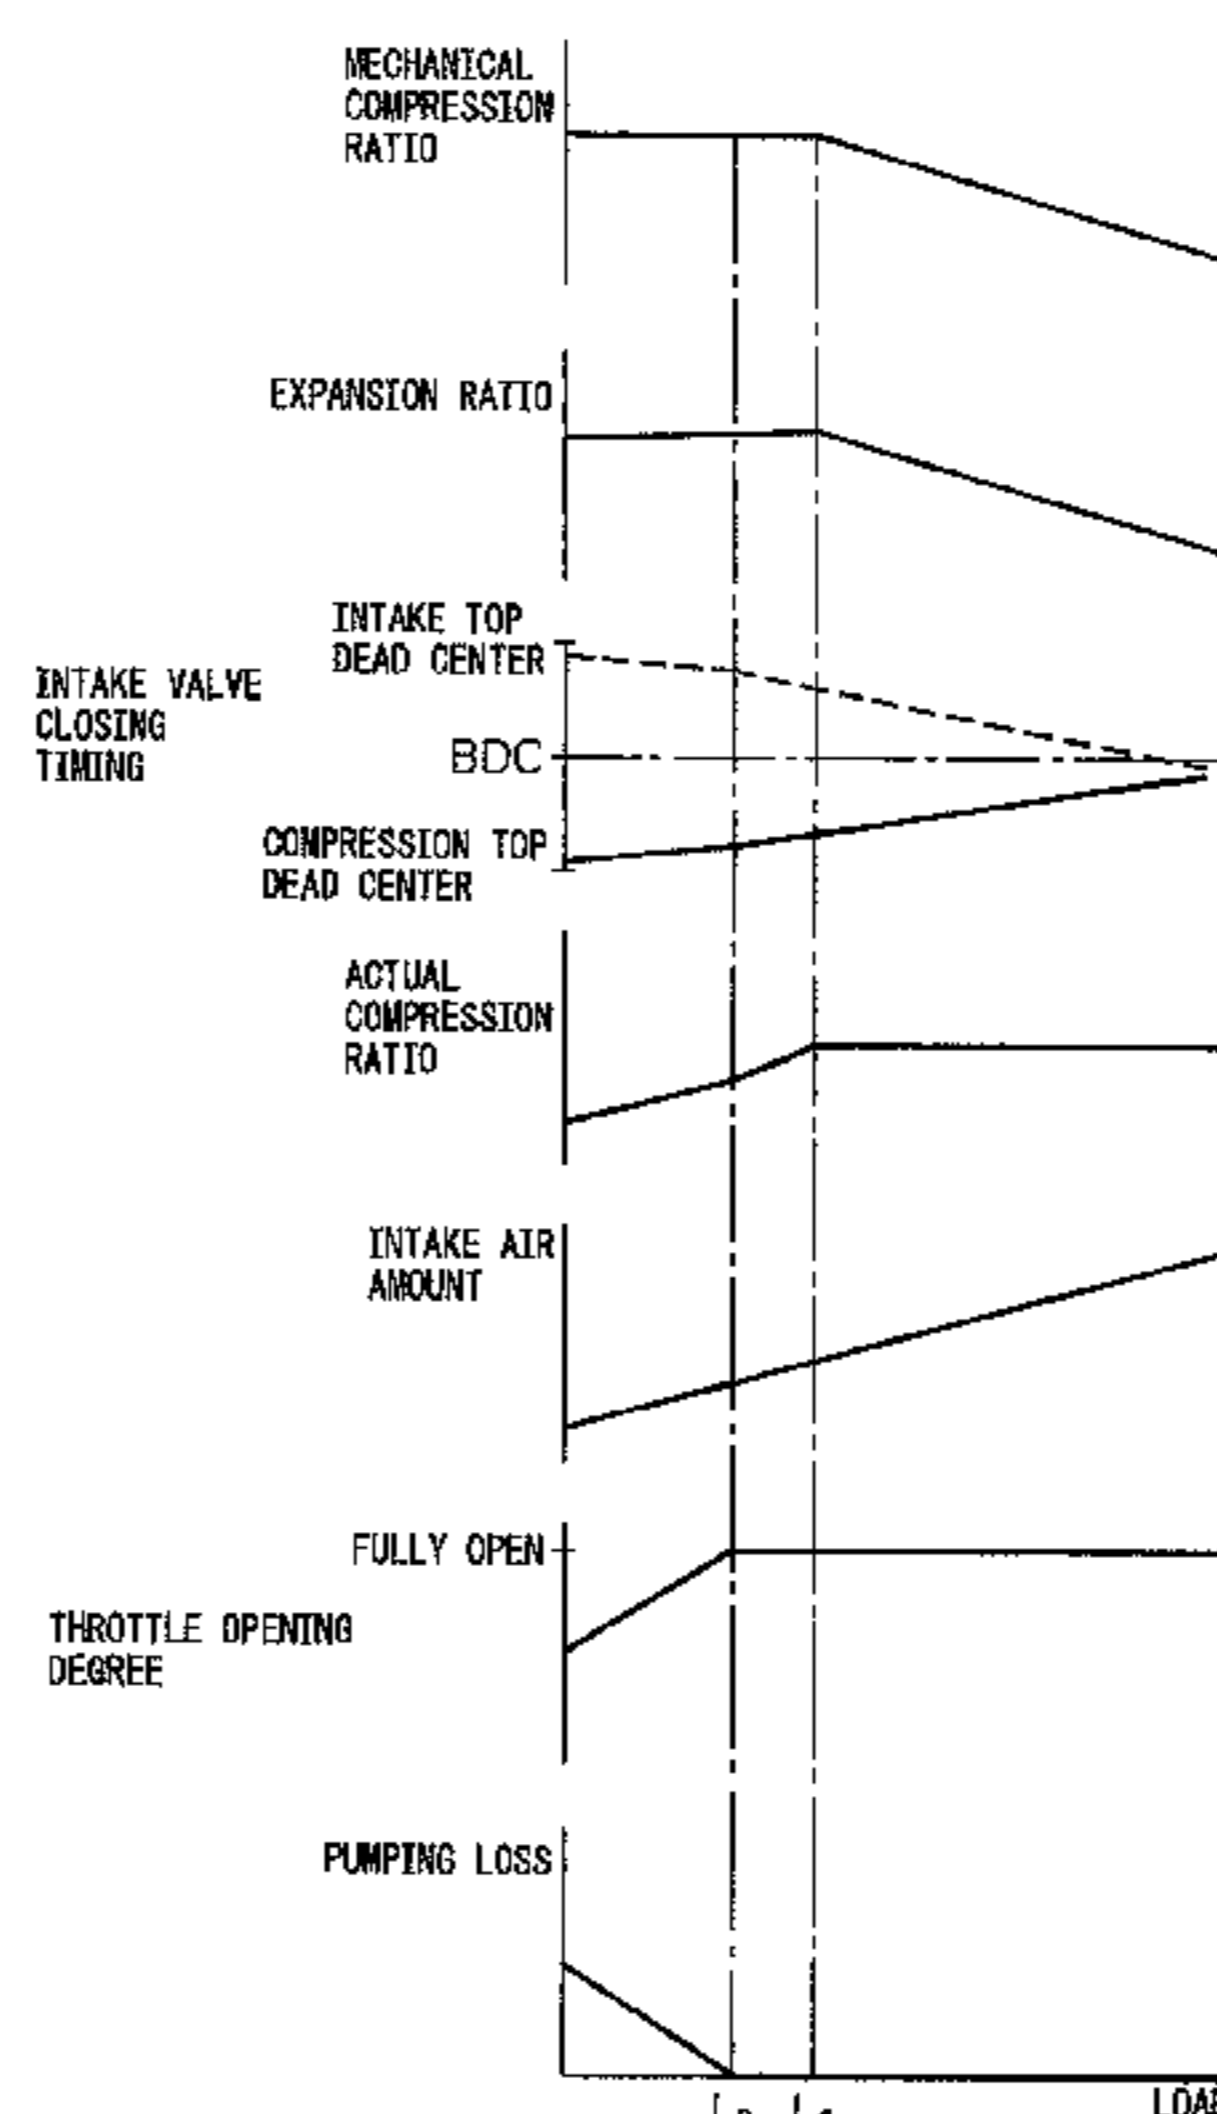 MECHANICAL
COMPRESSION
RATIO
EXPANSION RATIO
INTAKE TOP
DEAD CENTER
INTAKE VALVE
CLOSING
TIMING
BDC
COMPRESSION TOP
DEAD CENTER
ACTUAL
COMPRESSION
RATIO
INTAKE AIR
AMOUNT
FULLY OPEN
THROTTLE OPENING
DEGREE
PUMPING LOSS